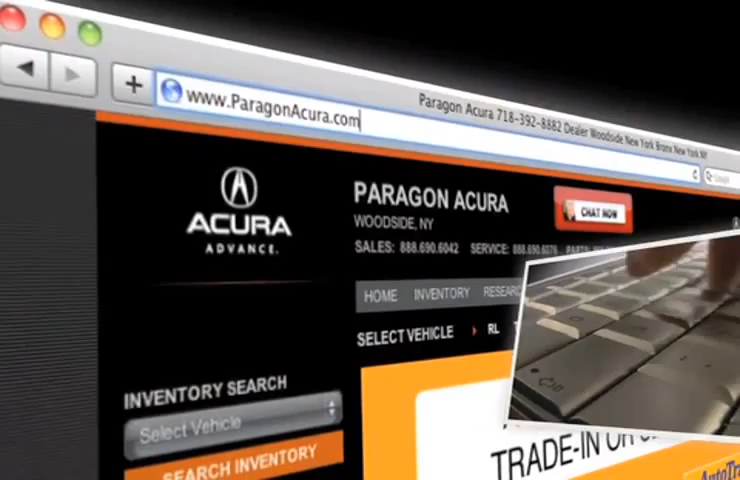 Paragon Acura 718-392-8882 Dealer Woodside New York Bronx New York NY
www.ParagonAcura.com
ACURA
ADVANCE.
PARAGON ACURA
WOODSIDE, NY
CHAT NOW
SALES: 888.690.6042 SERVICE: 888.690.6076
HOME INVENTORY
SELECT VEHICLE RL
INVENTORY SEARCH
Select Vehicle
SEARCH INVENTORY
TRADE-IN OR